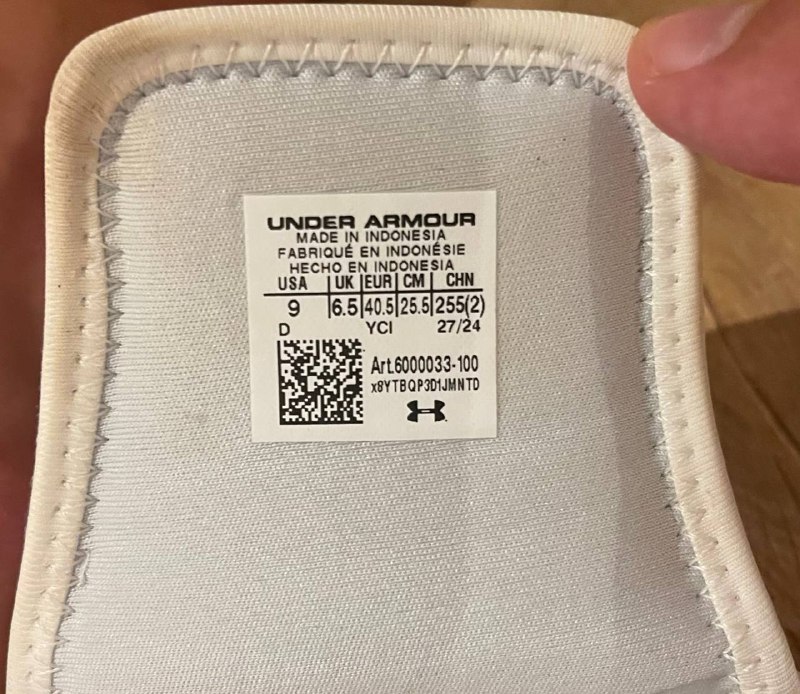 UNDER ARMOUR
MADE IN INDONESIA
FABRIQUÉ EN INDONÉSIE
HECHO EN INDONESIA
USA UK EUR CM CHN
9 6.5 40.5 25.5 255(2)
D YCI 27/24
Art.6000033-100
x8YTBQP3D1JMNTD